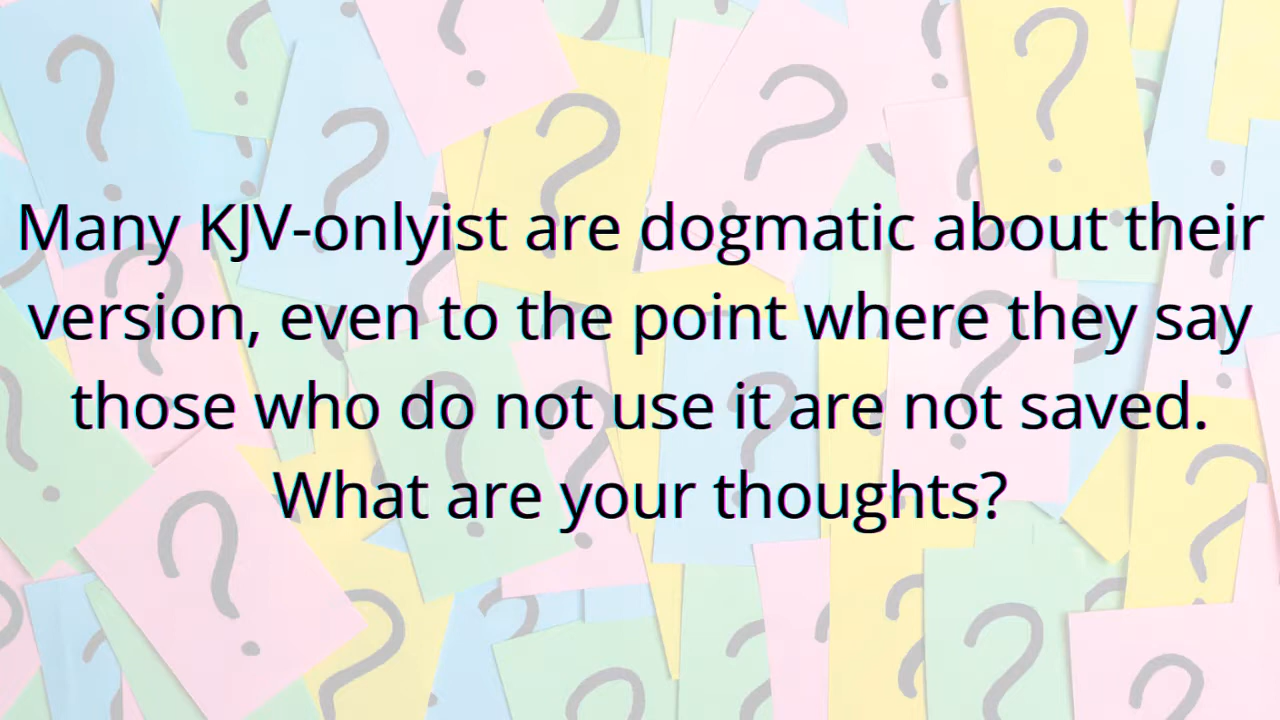 Many KJV-onlyist are dogmatic about their
version, even to the point where they say
those who do not use it are not saved.
What are your thoughts?